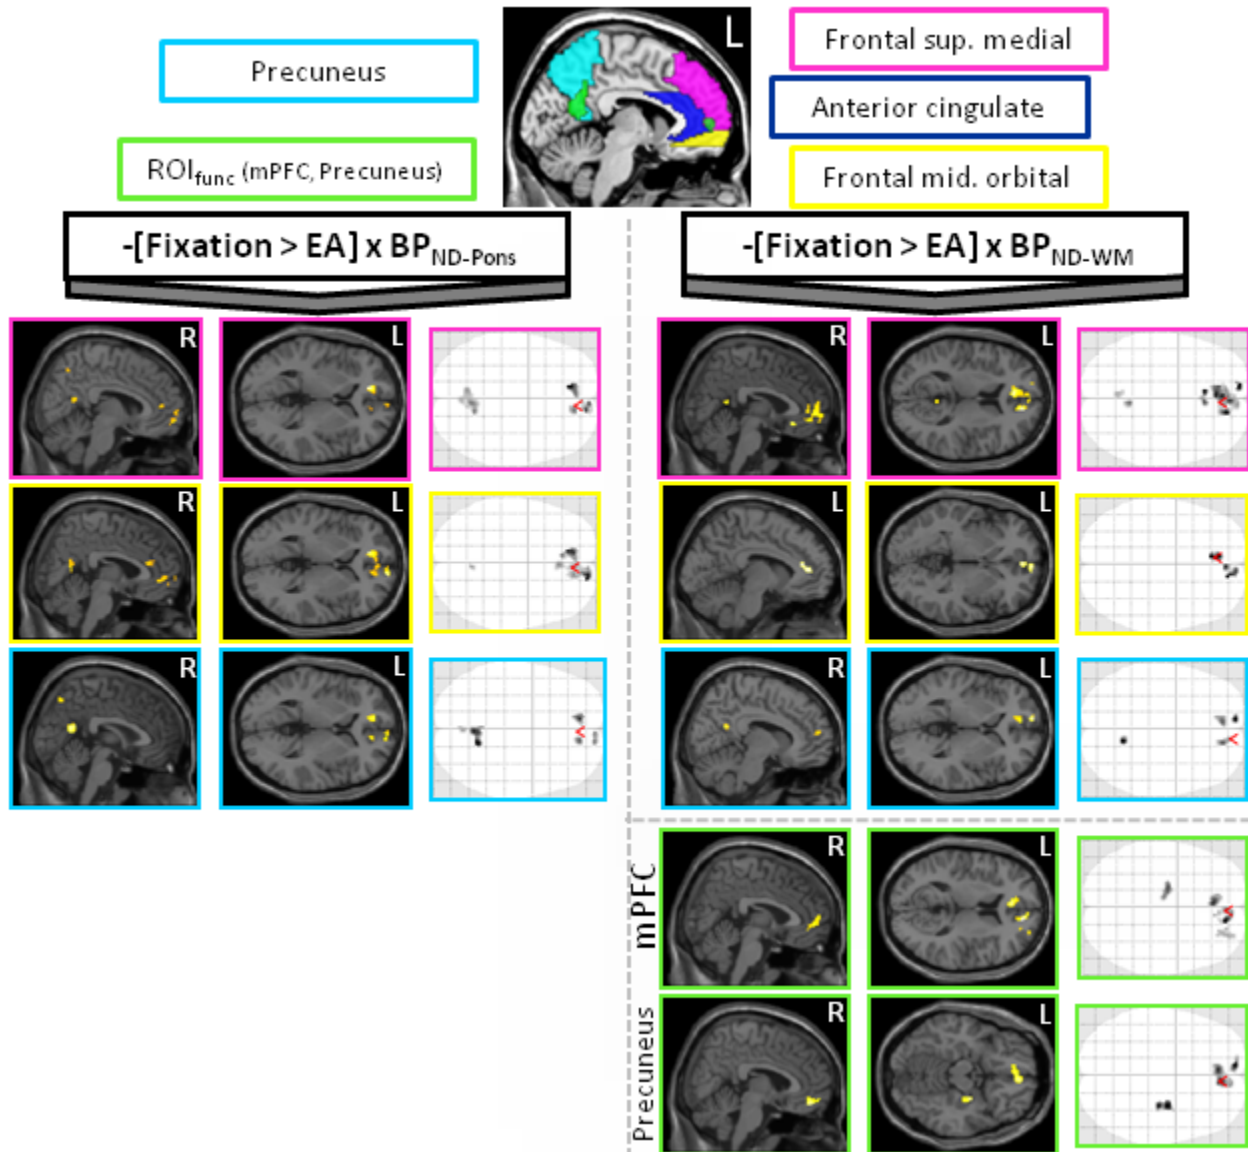 L
Precuneus
Frontal sup. medial
Anterior cingulate
ROIfunc (mPFC, Precuneus)
Frontal mid. orbital
-[Fixation > EA] x BPND-Pons
-[Fixation > EA] x BPND-WM
R
L
<
R
L
<
R
L
<
L
L
<
R
L
<
R
L
<
mPFC
R
L
<
Precuneus
R
L
<